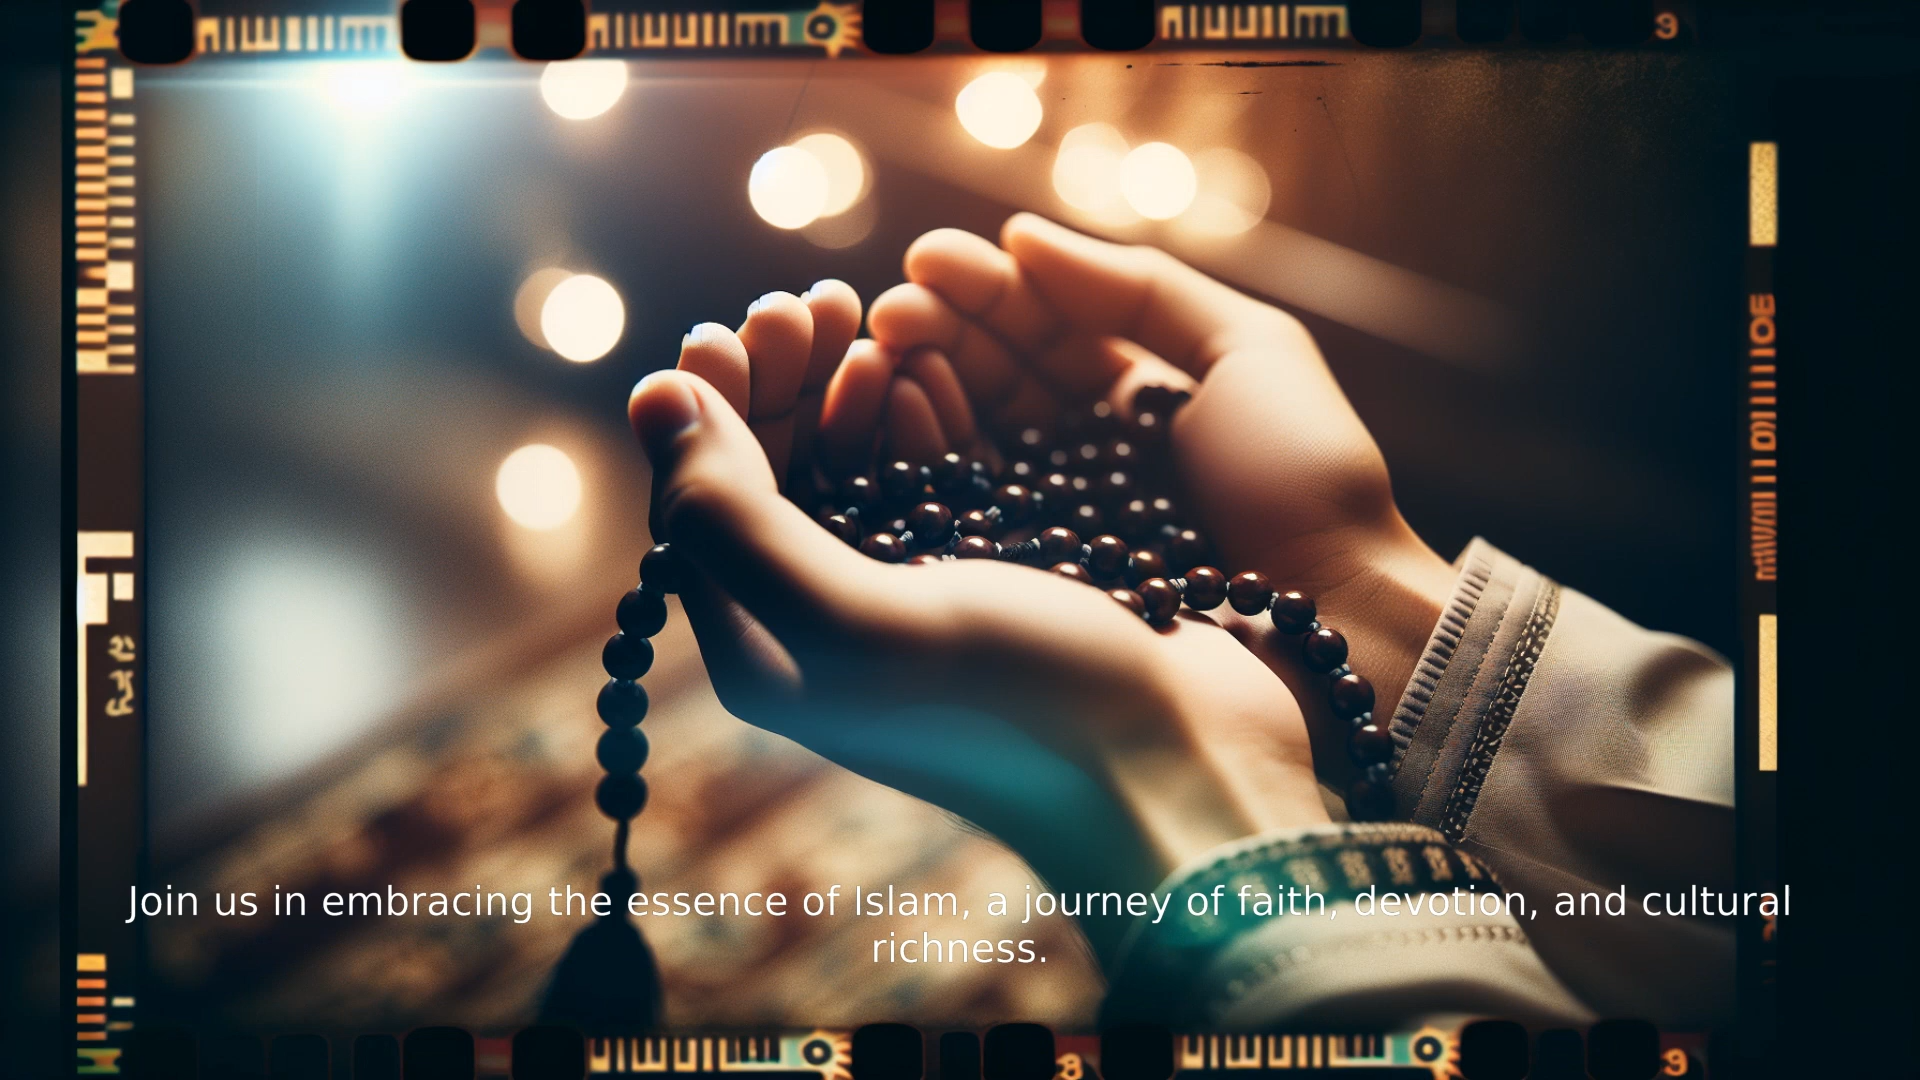 Join us in embracing the essence of Islam, a journey of faith, devotion, and cultural
richness.